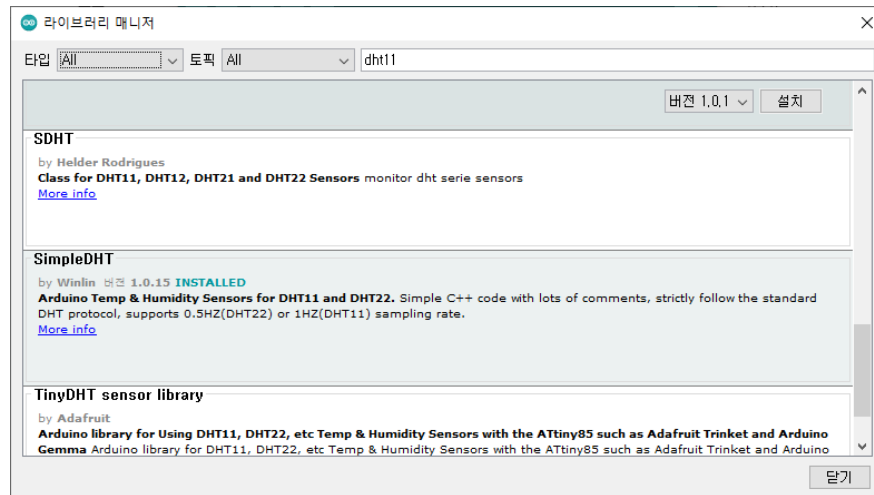 라이브러리 매니저
타입 All 토픽 All dht11
버전 1.0.1 설치
SDHT
by Helder Rodrigues
Class for DHT11, DHT12, DHT21 and DHT22 Sensors monitor dht serie sensors
More info
SimpleDHT
by Winlin 버전 1.0.15 INSTALLED
Arduino Temp & Humidity Sensors for DHT11 and DHT22. Simple C++ code with lots of comments, strictly follow the standard
DHT protocol, supports 0.5HZ(DHT22) or 1HZ(DHT11) sampling rate.
More info
TinyDHT sensor library
by Adafruit
Arduino library for Using DHT11, DHT22, etc Temp & Humidity Sensors with the ATtiny85 such as Adafruit Trinket and Arduino
Gemma Arduino library for DHT11, DHT22, etc Temp & Humidity Sensors with the ATtiny85 such as Adafruit Trinket and Arduino
닫기